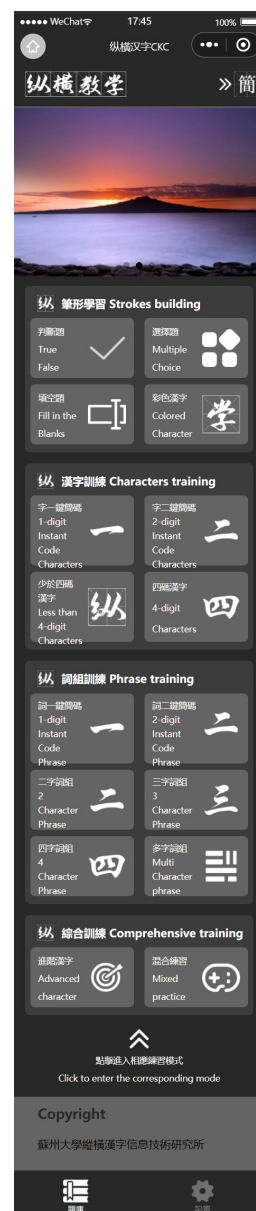 WeChat 17:45 100%
纵橫汉字CKC
纵橫教学
簡
纵 筆形學習 Strokes building
判斷題
True
False
選擇題
Multiple
Choice
填空題
Fill in the
Blanks
彩色漢字
Colored
Character
学
纵 漢字訓練 Characters training
字一鍵簡碼
1-digit
Instant
Code
Characters
一
字二鍵簡碼
2-digit
Instant
Code
Characters
二
少於四碼
漢字
Less than
4-digit
Characters
纵
四碼漢字
4-digit
Characters
四
纵 詞組訓練 Phrase training
詞一鍵簡碼
1-digit
Instant
Code
Phrase
一
詞二鍵簡碼
2-digit
Instant
Code
Phrase
二
二字詞組
2
Character
Phrase
二
三字詞組
3
Character
Phrase
三
四字詞組
4
Character
Phrase
四
多字詞組
Multi
Character
phrase
纵 綜合訓練 Comprehensive training
進階漢字
Advanced
character
混合練習
Mixed
practice
點擊進入相應練習模式
Click to enter the corresponding mode
Copyright
蘇州大學縱橫漢字信息技術研究所
題庫
設置